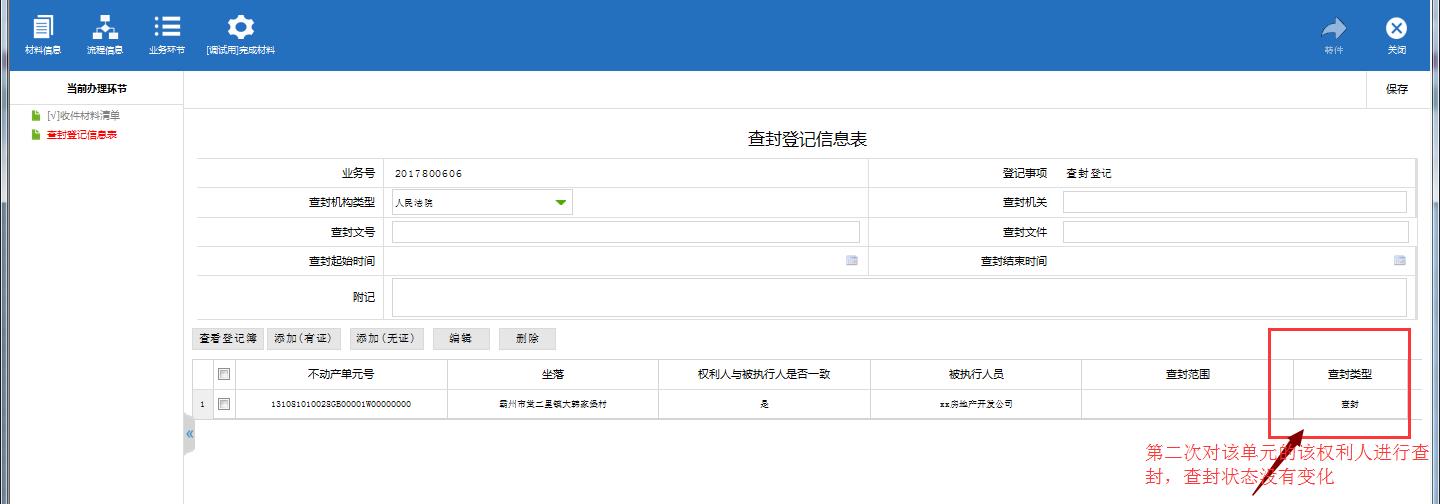 材料信息 流程信息 业务环节 [调试用]完成材料 转件 关闭
当前办理环节 保存
[√]收件材料清单
查封登记信息表
查封登记信息表
业务号 2017800606 登记事项 查封登记
查封机构类型 人民法院 查封机关
查封文号 查封文件
查封起始时间 查封结束时间
附记
查看登记簿 添加(有证) 添加(无证) 编辑 删除
不动产单元号 坐落 权利人与被执行人是否一致 被执行人员 查封范围 查封类型
1 131081010028GB00001W00000000 霸州市堂二里镇大韩家堡村 是 xx房地产开发公司 查封
«
第二次对该单元的该权利人进行查
封，查封状态没有变化